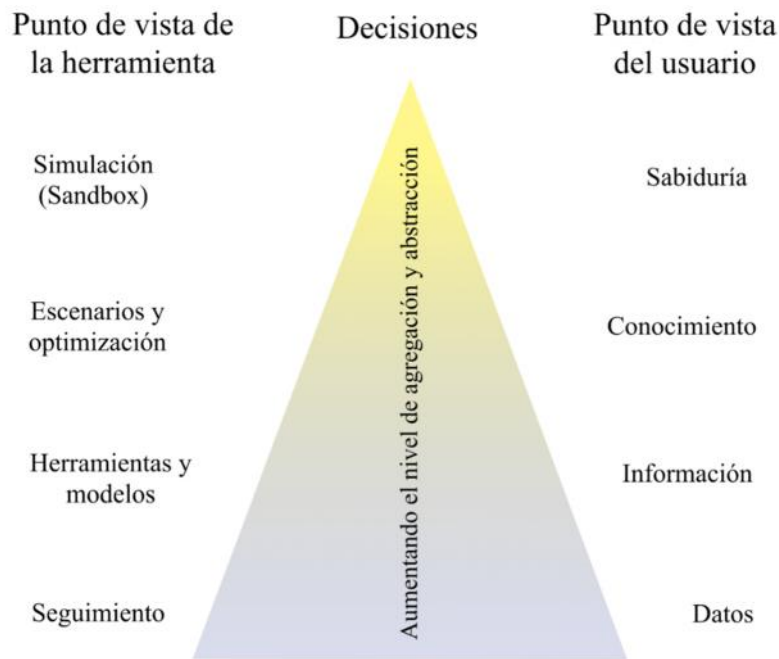 Punto de vista de
la herramienta
Decisiones
Punto de vista
del usuario
Simulación
(Sandbox)
Sabiduría
Escenarios y
optimización
Conocimiento
Herramientas y
modelos
Información
Seguimiento
Datos
Aumentando el nivel de agregación y abstracción